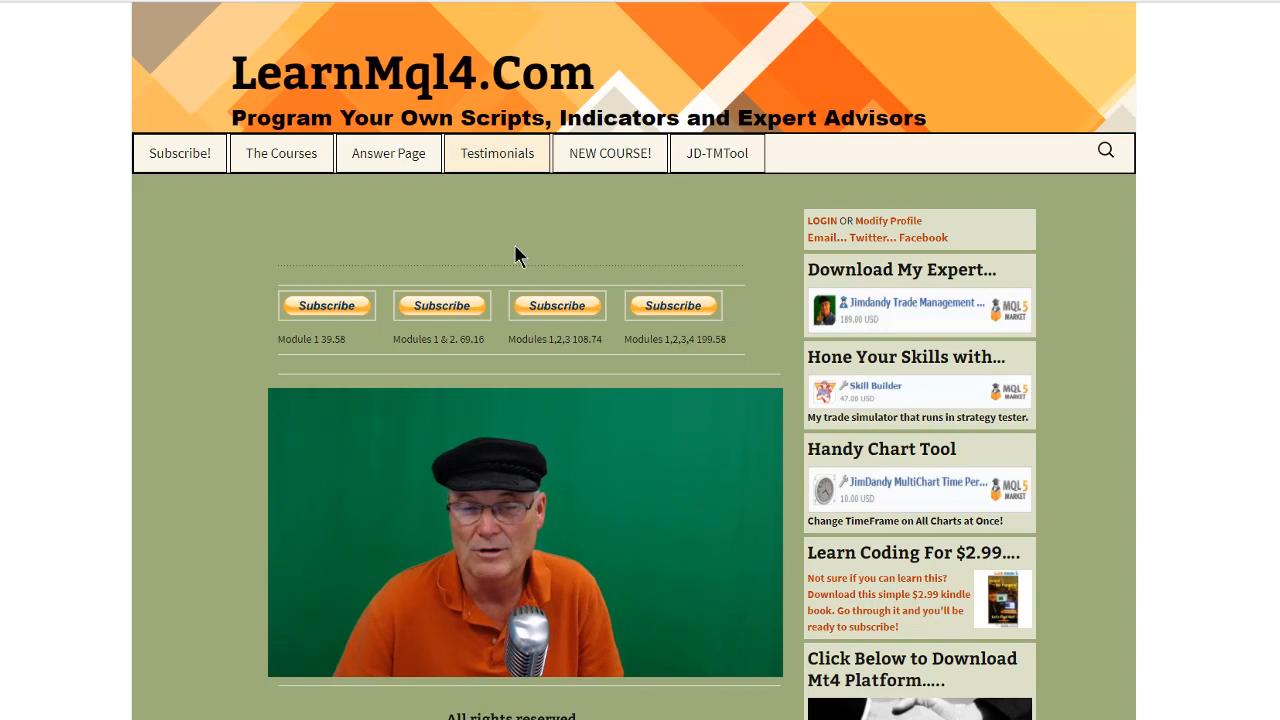 LearnMql4.Com
Program Your Own Scripts, Indicators and Expert Advisors
Subscribe!
The Courses
Answer Page
Testimonials
NEW COURSE!
JD-TMTool
Subscribe
Subscribe
Subscribe
Subscribe
Module 1 39.58
Modules 1 & 2. 69.16
Modules 1,2,3 108.74
Modules 1,2,3,4 199.58
All rights reserved
LOGIN OR Modify Profile
Email... Twitter... Facebook
Download My Expert...
Jimdandy Trade Management ...
189.00 USD
MQL5 MARKET
Hone Your Skills with...
Skill Builder
47.00 USD
MQL5 MARKET
My trade simulator that runs in strategy tester.
Handy Chart Tool
JimDandy MultiChart Time Per...
10.00 USD
MQL5 MARKET
Change TimeFrame on All Charts at Once!
Learn Coding For $2.99....
Not sure if you can learn this?
Download this simple $2.99 kindle
book. Go through it and you'll be
ready to subscribe!
Click Below to Download
Mt4 Platform.....